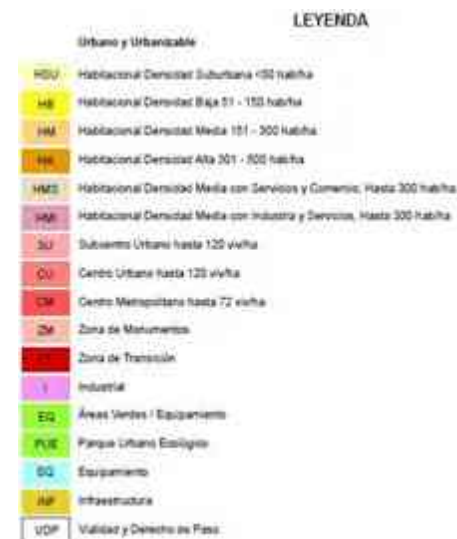 LEYENDA
Urbano y Urbanizable
HSU Habitacional Densidad Suburbana <50 hab/ha
HB Habitacional Densidad Baja 51 - 150 hab/ha
HM Habitacional Densidad Media 151 - 300 hab/ha
HA Habitacional Densidad Alta 301 - 500 hab/ha
HMS Habitacional Densidad Media con Servicios y Comercio, Hasta 300 hab/ha
HMI Habitacional Densidad Media con Industria y Servicios, Hasta 300 hab/ha
SU Subcentro Urbano hasta 120 viv/ha
CU Centro Urbano hasta 120 viv/ha
CM Centro Metropolitano hasta 72 viv/ha
ZM Zona de Monumentos
Zona de Transición
I Industrial
EQ Áreas Verdes / Equipamiento
PUE Parque Urbano Ecológico
EQ Equipamiento
INF Infraestructura
UDP Vialidad y Derecho de Paso